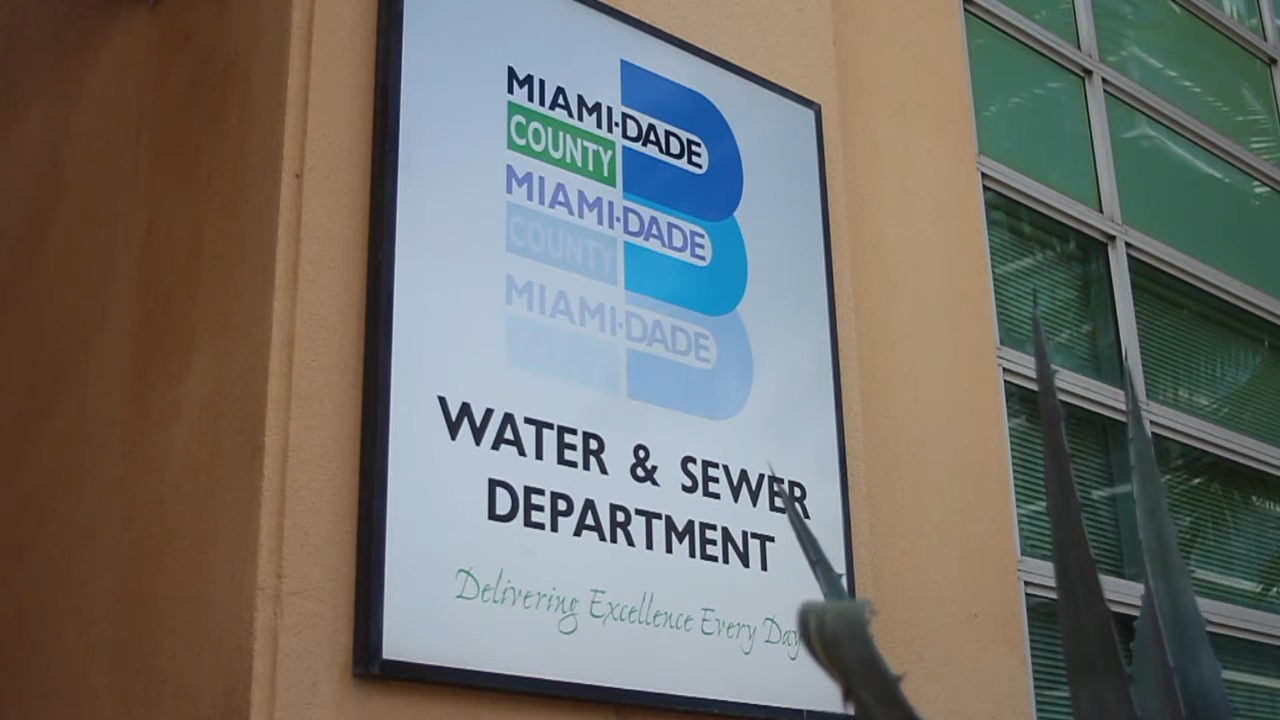 MIAMI-DADE
COUNTY
MIAMI-DADE
COUNTY
MIAMI-DADE
WATER & SEWER
DEPARTMENT
Delivering Excellence Every Day